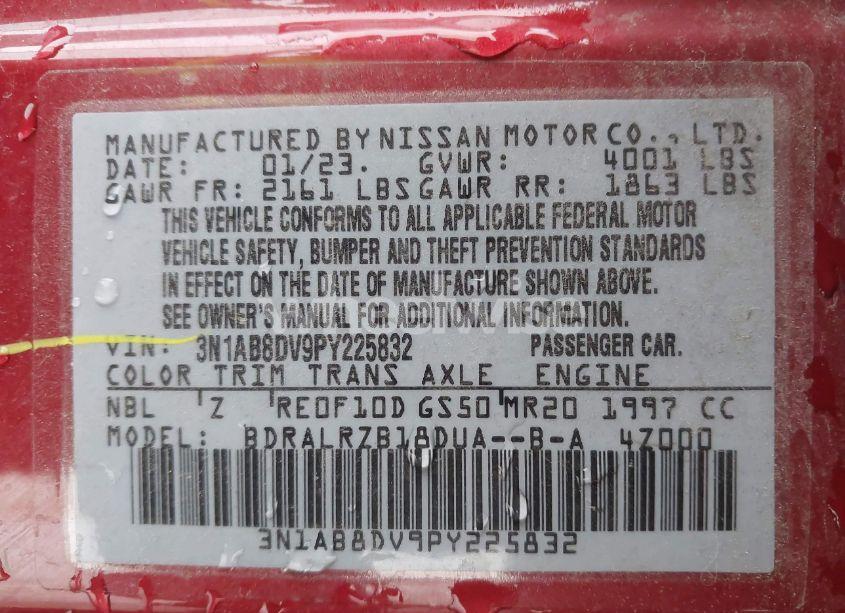 MANUFACTURED BY NISSAN MOTOR CO., LTD.
DATE: 01/23. GVWR: 4001 LBS
GAWR FR: 2161 LBS GAWR RR: 1863 LBS
THIS VEHICLE CONFORMS TO ALL APPLICABLE FEDERAL MOTOR
VEHICLE SAFETY, BUMPER AND THEFT PREVENTION STANDARDS
IN EFFECT ON THE DATE OF MANUFACTURE SHOWN ABOVE.
SEE OWNER'S MANUAL FOR ADDITIONAL INFORMATION.
VIN: 3N1AB8DV9PY225832 PASSENGER CAR.
COLOR TRIM TRANS AXLE ENGINE
NBL 'Z 'RE0F10D GS50'MR20 1997 CC
MODEL: BDRALRZB18DUA--B-A 4Z000
3N1AB8DV9PY225832